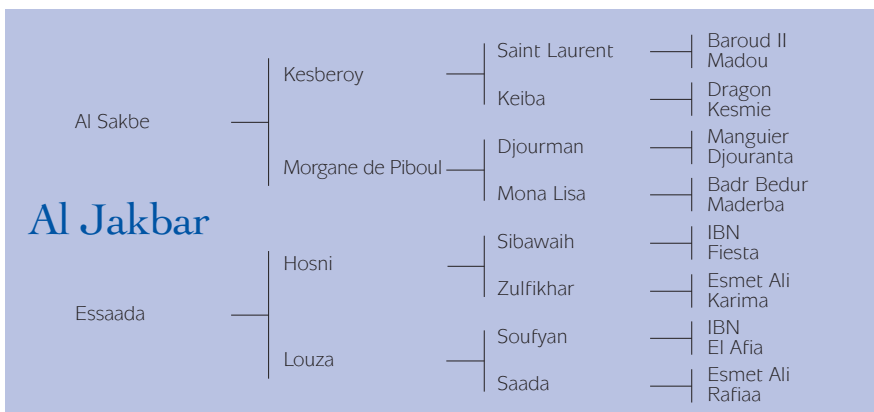 Al Jakbar
Al Sakbe
Kesberoy
Saint Laurent
Baroud II
Madou
Keiba
Dragon
Kesmie
Morgane de Piboul
Djourman
Manguier
Djouranta
Mona Lisa
Badr Bedur
Maderba
Essaada
Hosni
Sibawaih
IBN
Fiesta
Zulfikhar
Esmet Ali
Karima
Louza
Soufyan
IBN
El Afia
Saada
Esmet Ali
Rafiaa